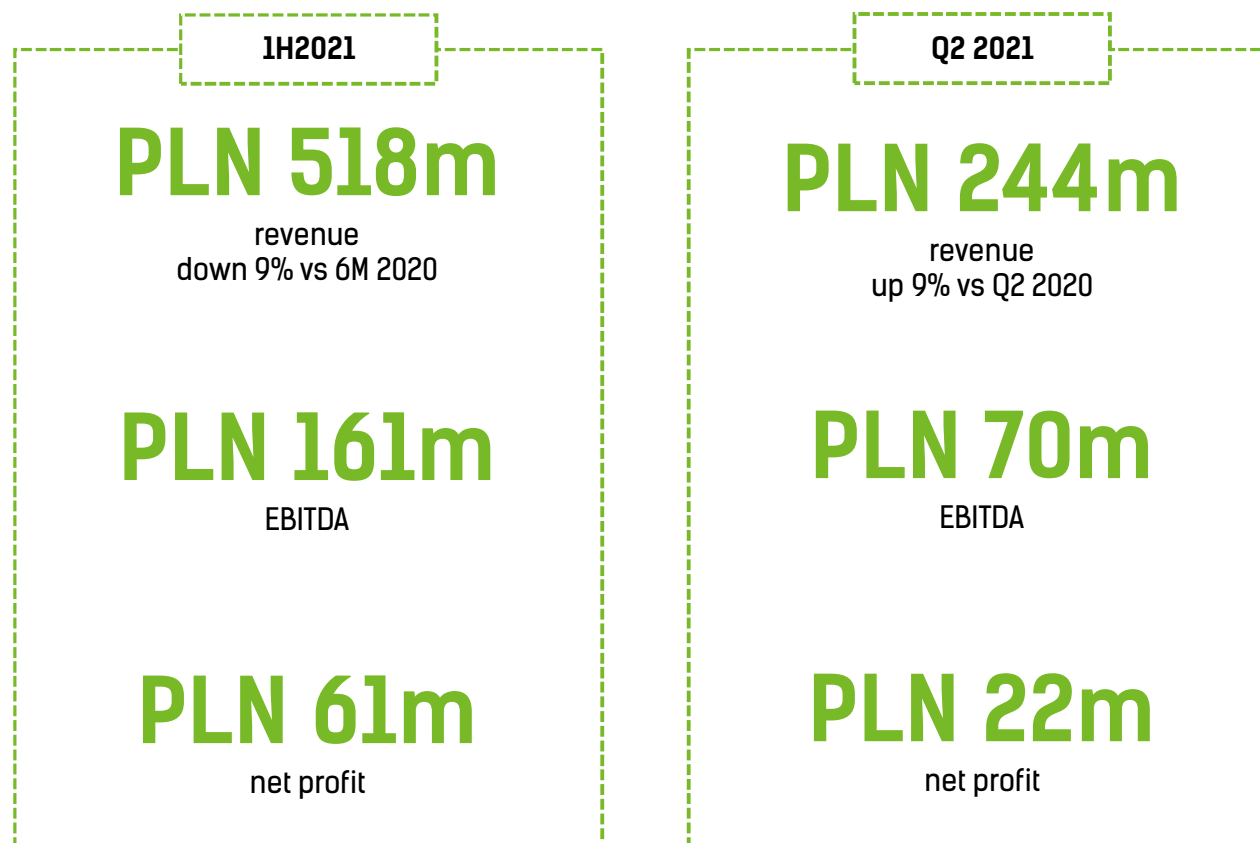 1H2021
PLN 518m
revenue
down 9% vs 6M 2020
PLN 161m
EBITDA
PLN 61m
net profit
Q2 2021
PLN 244m
revenue
up 9% vs Q2 2020
PLN 70m
EBITDA
PLN 22m
net profit